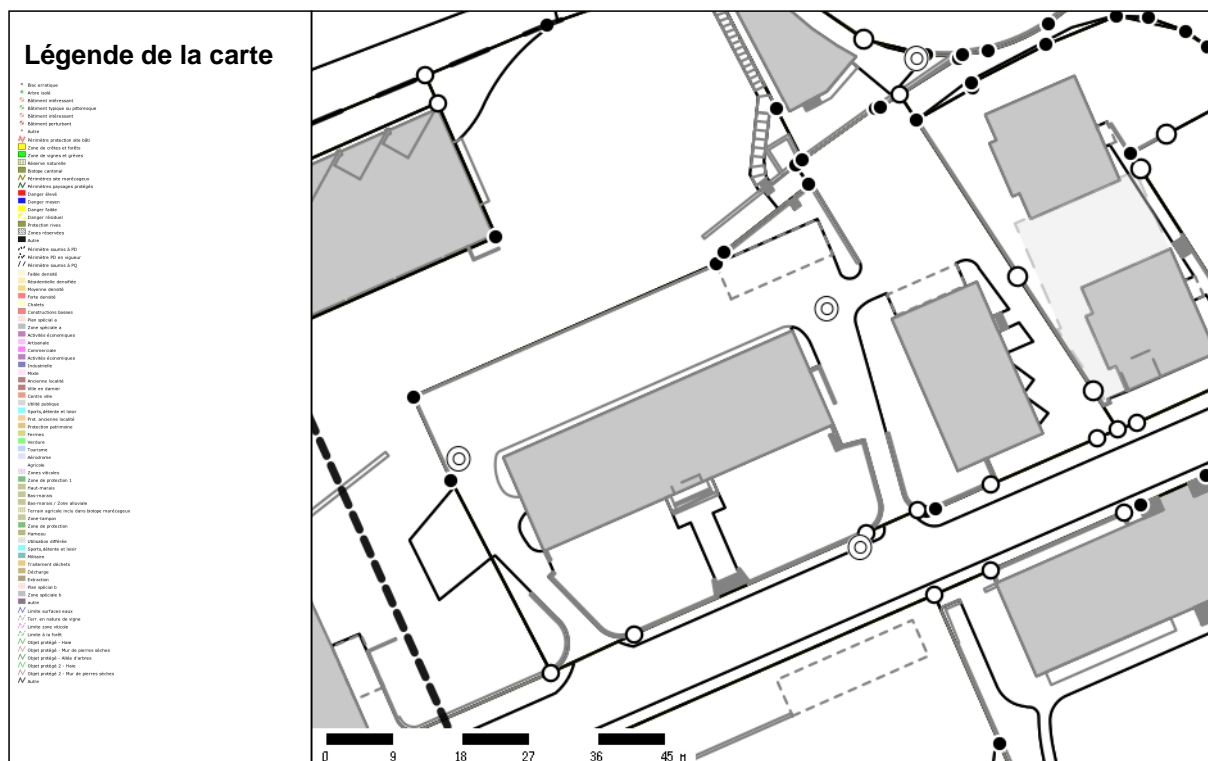 Légende de la carte
Bloc erratique
Arbre isolé
Bâtiment intéressant
Bâtiment typique ou pittoresque
Bâtiment intéressant
Bâtiment perturbant
Autre
Périmètre protection site bâti
Zone de crêtes et forêts
Zone de vignes et grèves
Réserve naturelle
Biotope cantonal
Périmètres site marécageux
Périmètres paysages protégés
Danger élevé
Danger moyen
Danger faible
Danger résiduel
Protection rives
Zones réservées
Autre
Périmètre soumis à PD
Périmètre PD en vigueur
Périmètre soumis à PQ
Faible densité
Résidentielle densifiée
Moyenne densité
Forte densité
Chalets
Constructions basses
Plan spécial a
Zone spéciale a
Activités économiques
Artisanale
Commerciale
Activités économiques
Industrielle
Mixte
Ancienne localité
Ville en damier
Centre ville
Utilité publique
Sports,détente et loisir
Prot. ancienne localité
Protection patrimoine
Fermes
Verdure
Tourisme
Aérodrome
Agricole
Zones viticoles
Zone de protection 1
Haut-marais
Bas-marais
Bas-marais / Zone alluviale
Terrain agricole inclu dans biotope marécageux
Zone-tampon
Zone de protection
Hameau
Utilisation différée
Sports,détente et loisir
Militaire
Traitement déchets
Décharge
Extraction
Plan spécial b
Zone spéciale b
autre
Limite surfaces eaux
Terr. en nature de vigne
Limite zone viticole
Limite à la forêt
Objet protégé - Haie
Objet protégé - Mur de pierres sèches
Objet protégé - Allée d'arbres
Objet protégé 2 - Haie
Objet protégé 2 - Mur de pierres sèches
Autre
0 9 18 27 36 45 M